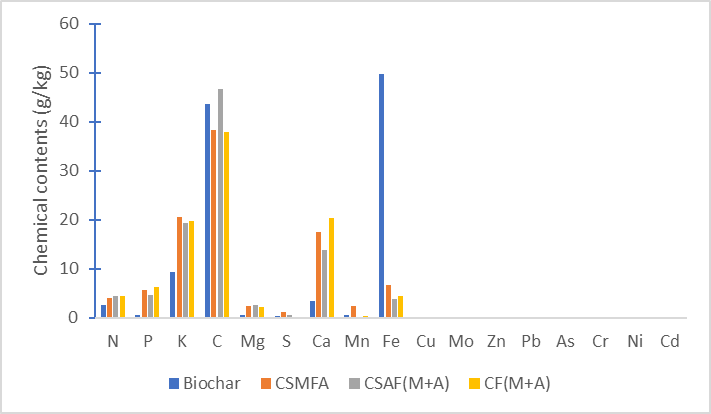 Chemical contents (g/kg)
60
50
40
30
20
10
0
N P K C Mg S Ca Mn Fe Cu Mo Zn Pb As Cr Ni Cd
Biochar CSMFA CSAF(M+A) CF(M+A)